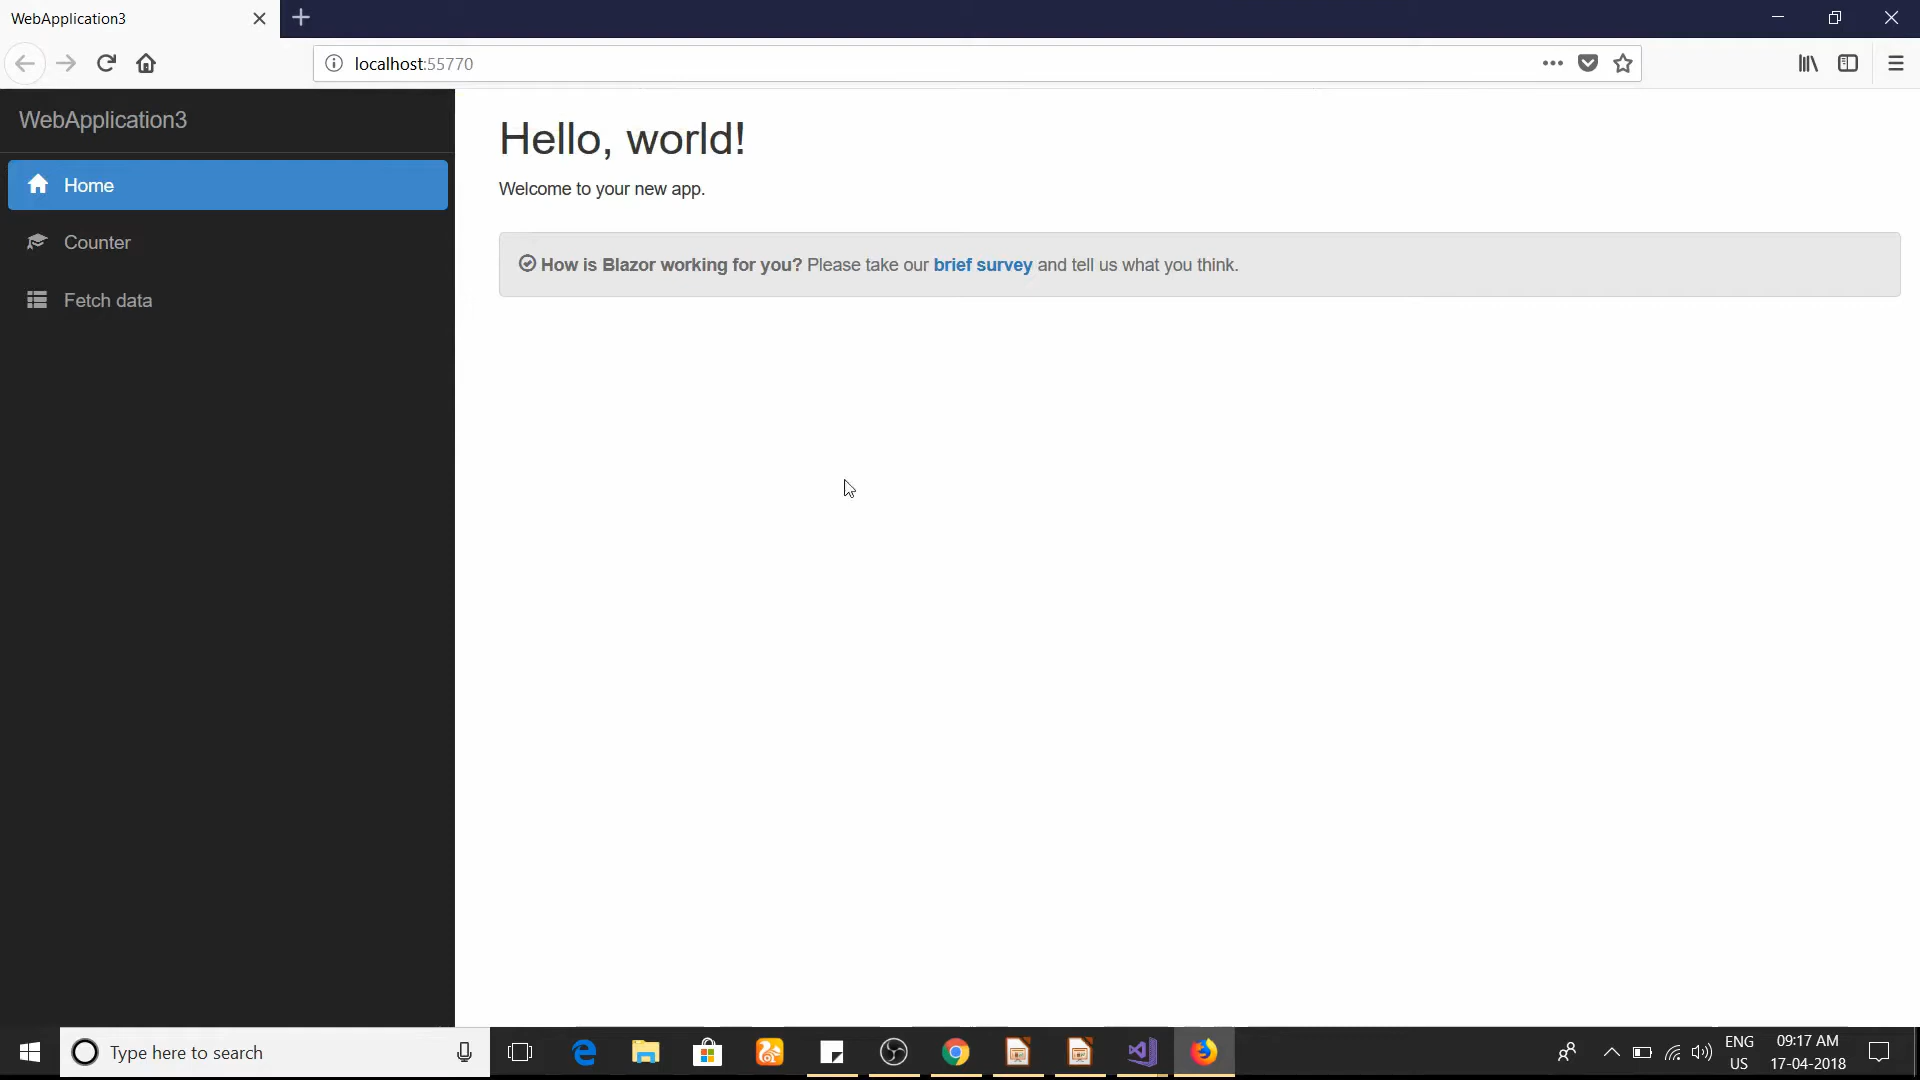 WebApplication3
localhost:55770
WebApplication3
Home
Counter
Fetch data
Hello, world!
Welcome to your new app.
How is Blazor working for you? Please take our brief survey and tell us what you think.
Type here to search
ENG
US
09:17 AM
17-04-2018